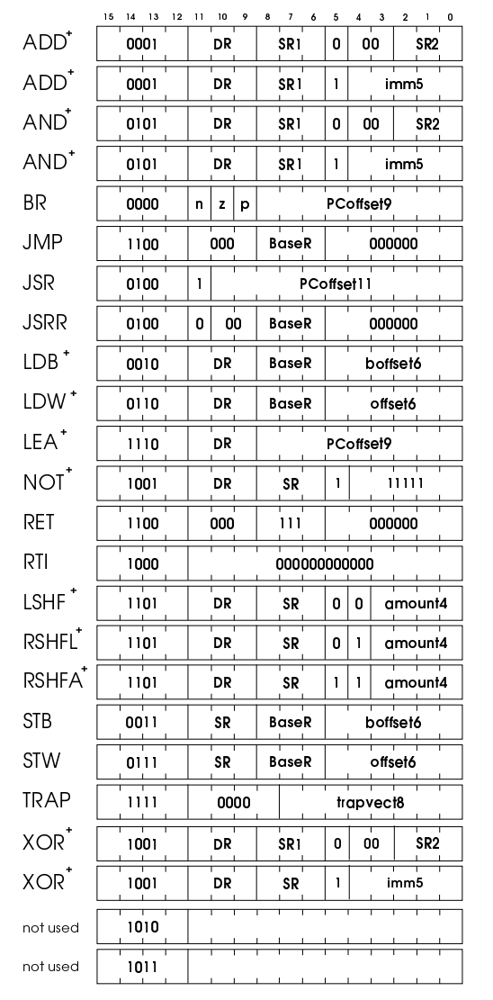 15 14 13 12 11 10 9 8 7 6 5 4 3 2 1 0
ADD+ 0001 DR SR1 0 00 SR2
ADD+ 0001 DR SR1 1 imm5
AND+ 0101 DR SR1 0 00 SR2
AND+ 0101 DR SR1 1 imm5
BR 0000 n z p PCoffset9
JMP 1100 000 BaseR 000000
JSR 0100 1 PCoffset11
JSRR 0100 0 00 BaseR 000000
LDB+ 0010 DR BaseR boffset6
LDW+ 0110 DR BaseR offset6
LEA+ 1110 DR PCoffset9
NOT+ 1001 DR SR 1 11111
RET 1100 000 111 000000
RTI 1000 000000000000
LSHF+ 1101 DR SR 0 0 amount4
RSHFL+ 1101 DR SR 0 1 amount4
RSHFA+ 1101 DR SR 1 1 amount4
STB 0011 SR BaseR boffset6
STW 0111 SR BaseR offset6
TRAP 1111 0000 trapvect8
XOR+ 1001 DR SR1 0 00 SR2
XOR+ 1001 DR SR 1 imm5
not used 1010
not used 1011